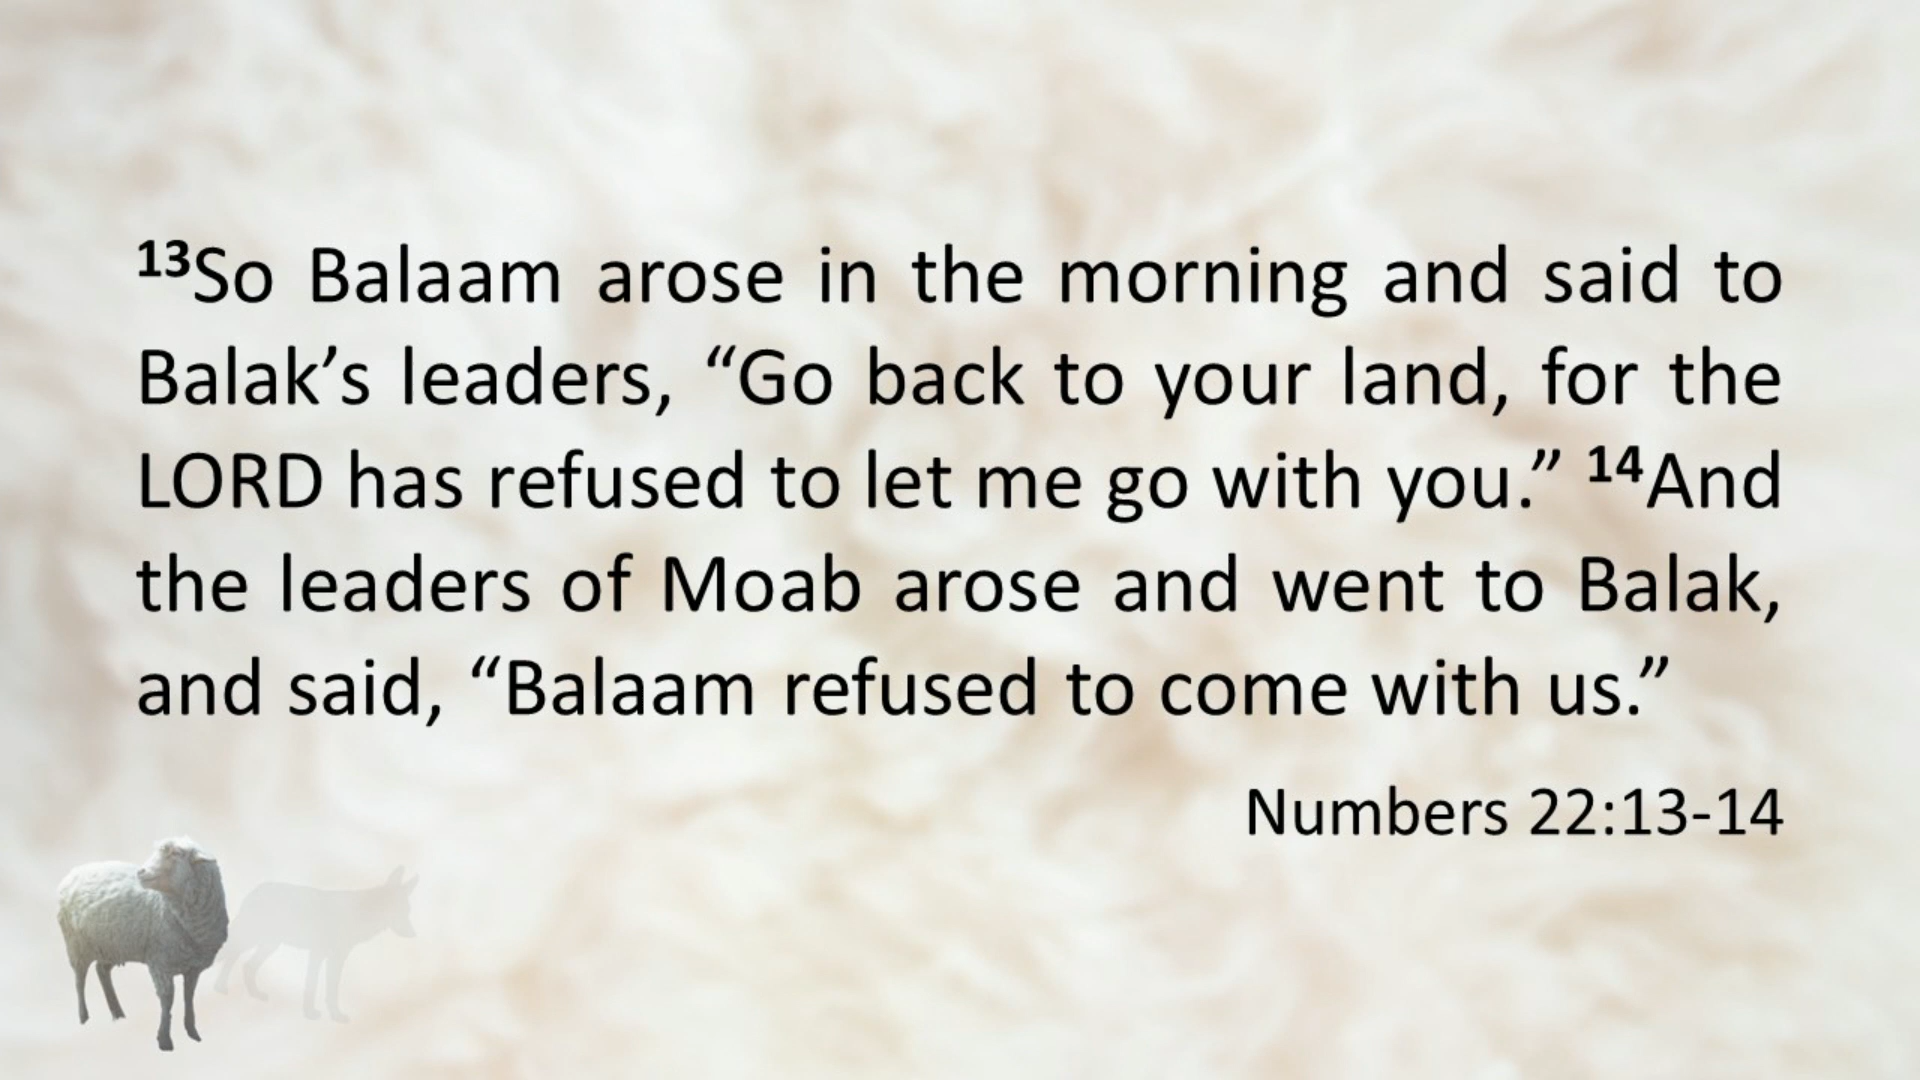 13So Balaam arose in the morning and said to
Balak’s leaders, “Go back to your land, for the
LORD has refused to let me go with you.” 14And
the leaders of Moab arose and went to Balak,
and said, “Balaam refused to come with us.”
Numbers 22:13-14